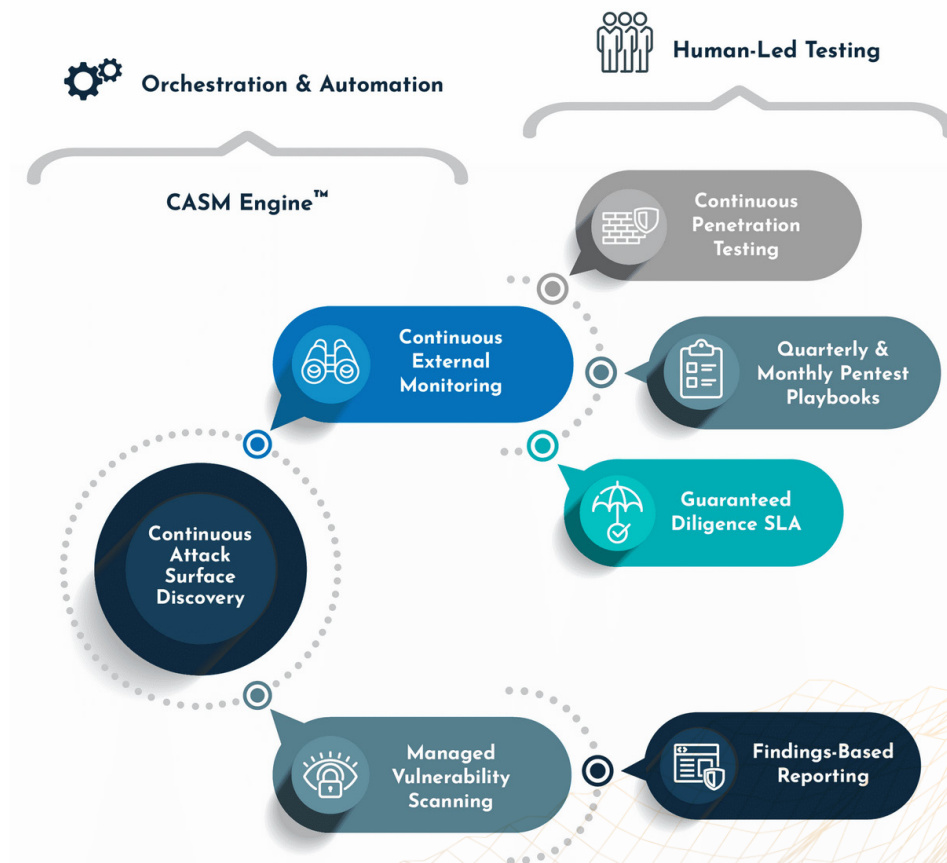 Orchestration & Automation
Human-Led Testing
CASM Engine™
Continuous
Penetration
Testing
Continuous
External
Monitoring
Quarterly &
Monthly Pentest
Playbooks
Guaranteed
Diligence SLA
Continuous
Attack
Surface
Discovery
Managed
Vulnerability
Scanning
Findings-Based
Reporting